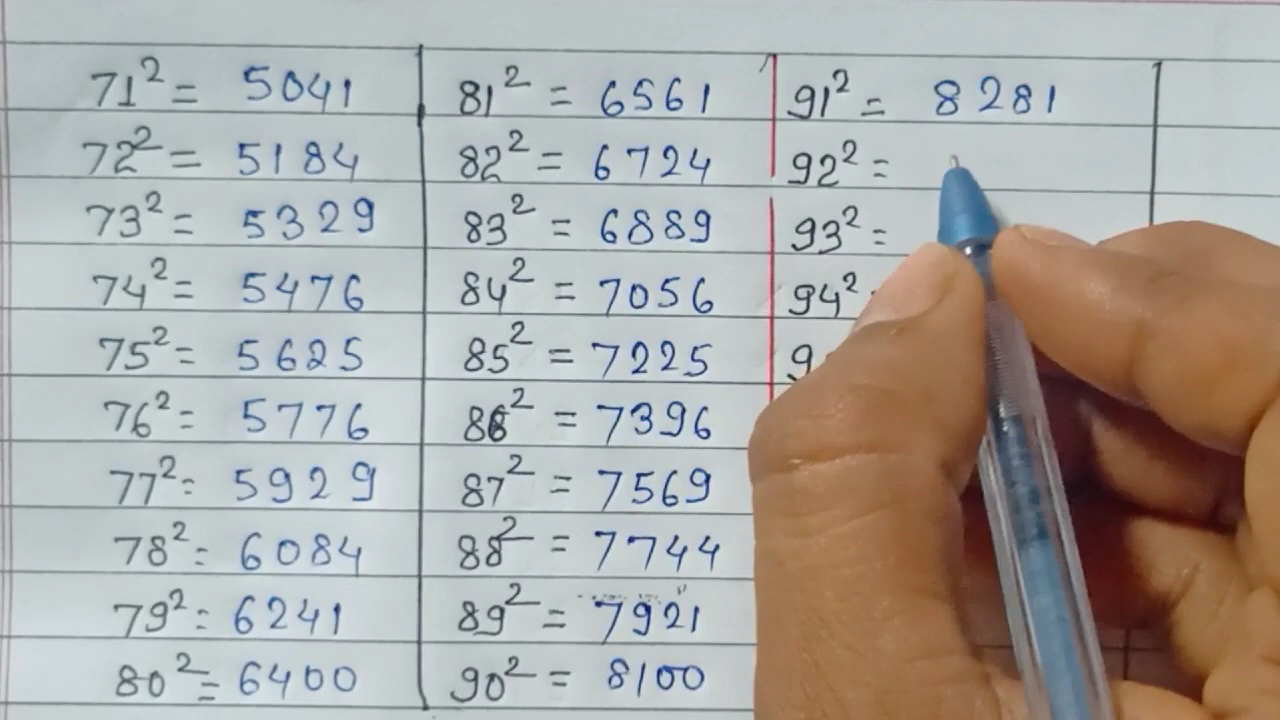 71² = 5041
72² = 5184
73² = 5329
74² = 5476
75² = 5625
76² = 5776
77² = 5929
78² = 6084
79² = 6241
80² = 6400
81² = 6561
82² = 6724
83² = 6889
84² = 7056
85² = 7225
86² = 7396
87² = 7569
88² = 7744
89² = 7921
90² = 8100
91² = 8281
92² =
93² =
94²
9